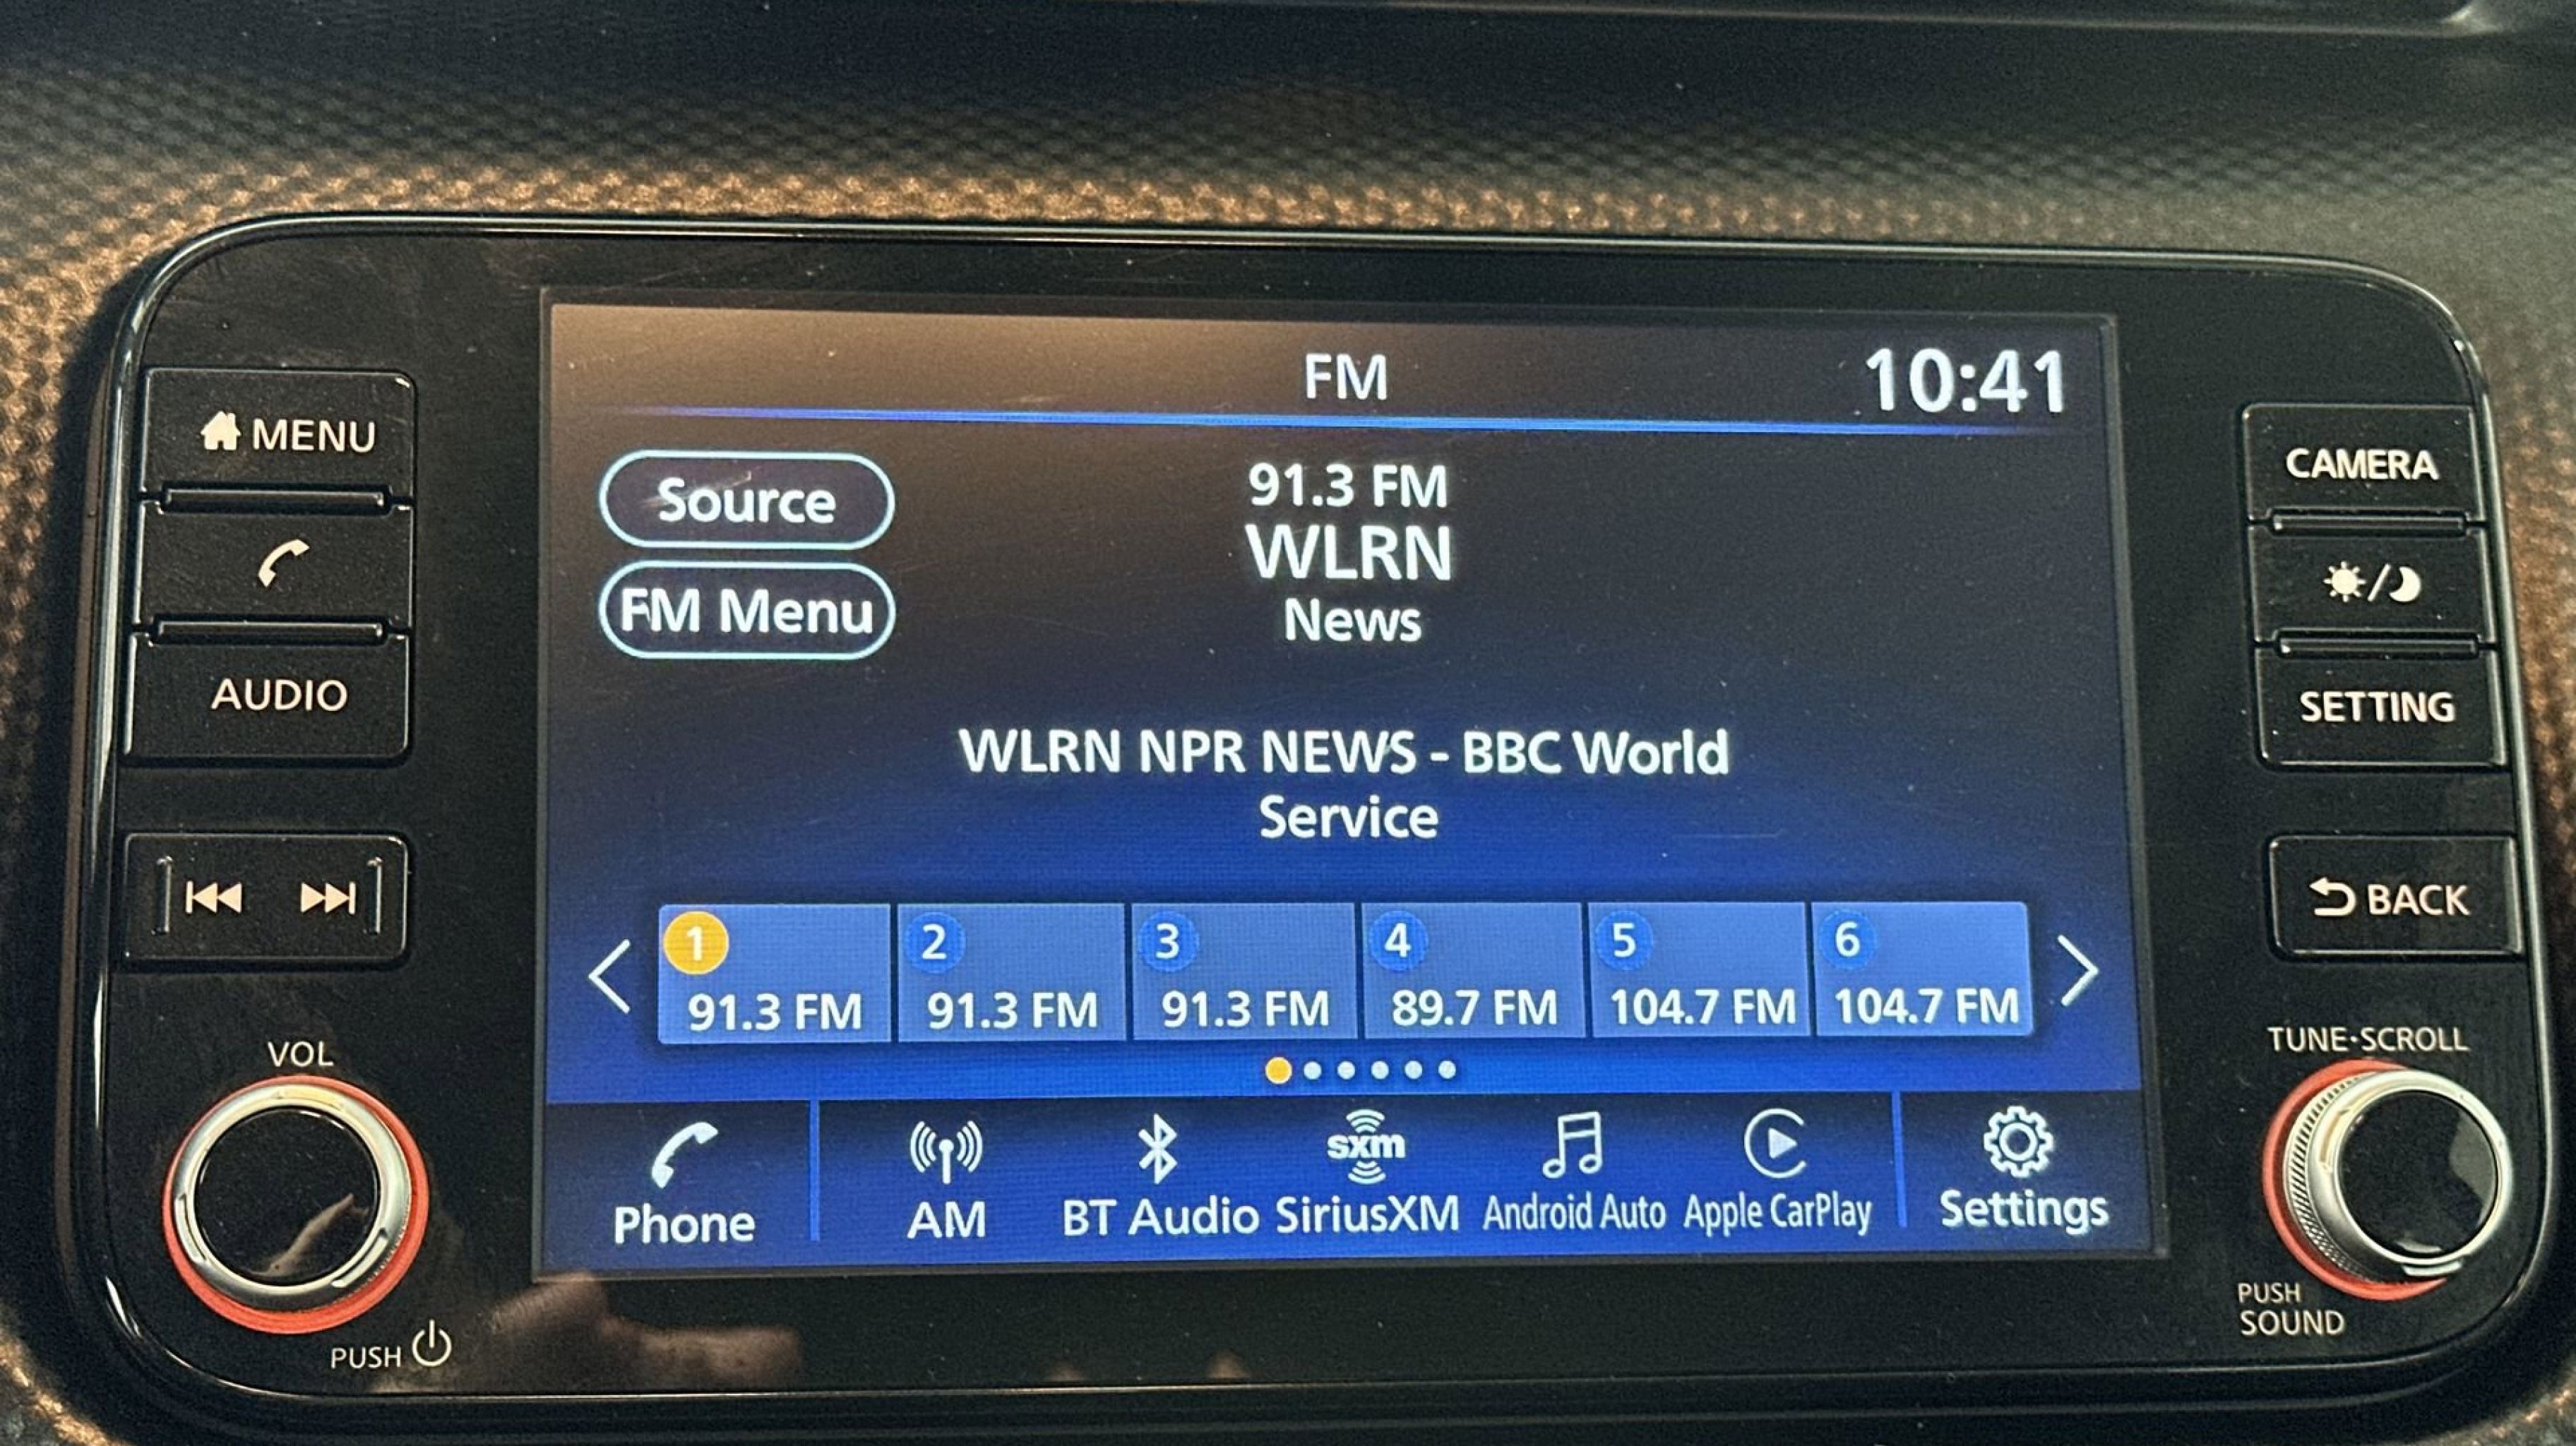 FM
10:41
MENU
CAMERA
Source
91.3 FM
WLRN
FM Menu
News
AUDIO
SETTING
WLRN NPR NEWS - BBC World
Service
BACK
1
2
3
4
5
6
91.3 FM
91.3 FM
91.3 FM
89.7 FM
104.7 FM
104.7 FM
VOL
TUNE·SCROLL
sxm
Phone
AM
BT Audio
SiriusXM
Android Auto
Apple CarPlay
Settings
PUSH
PUSH
SOUND